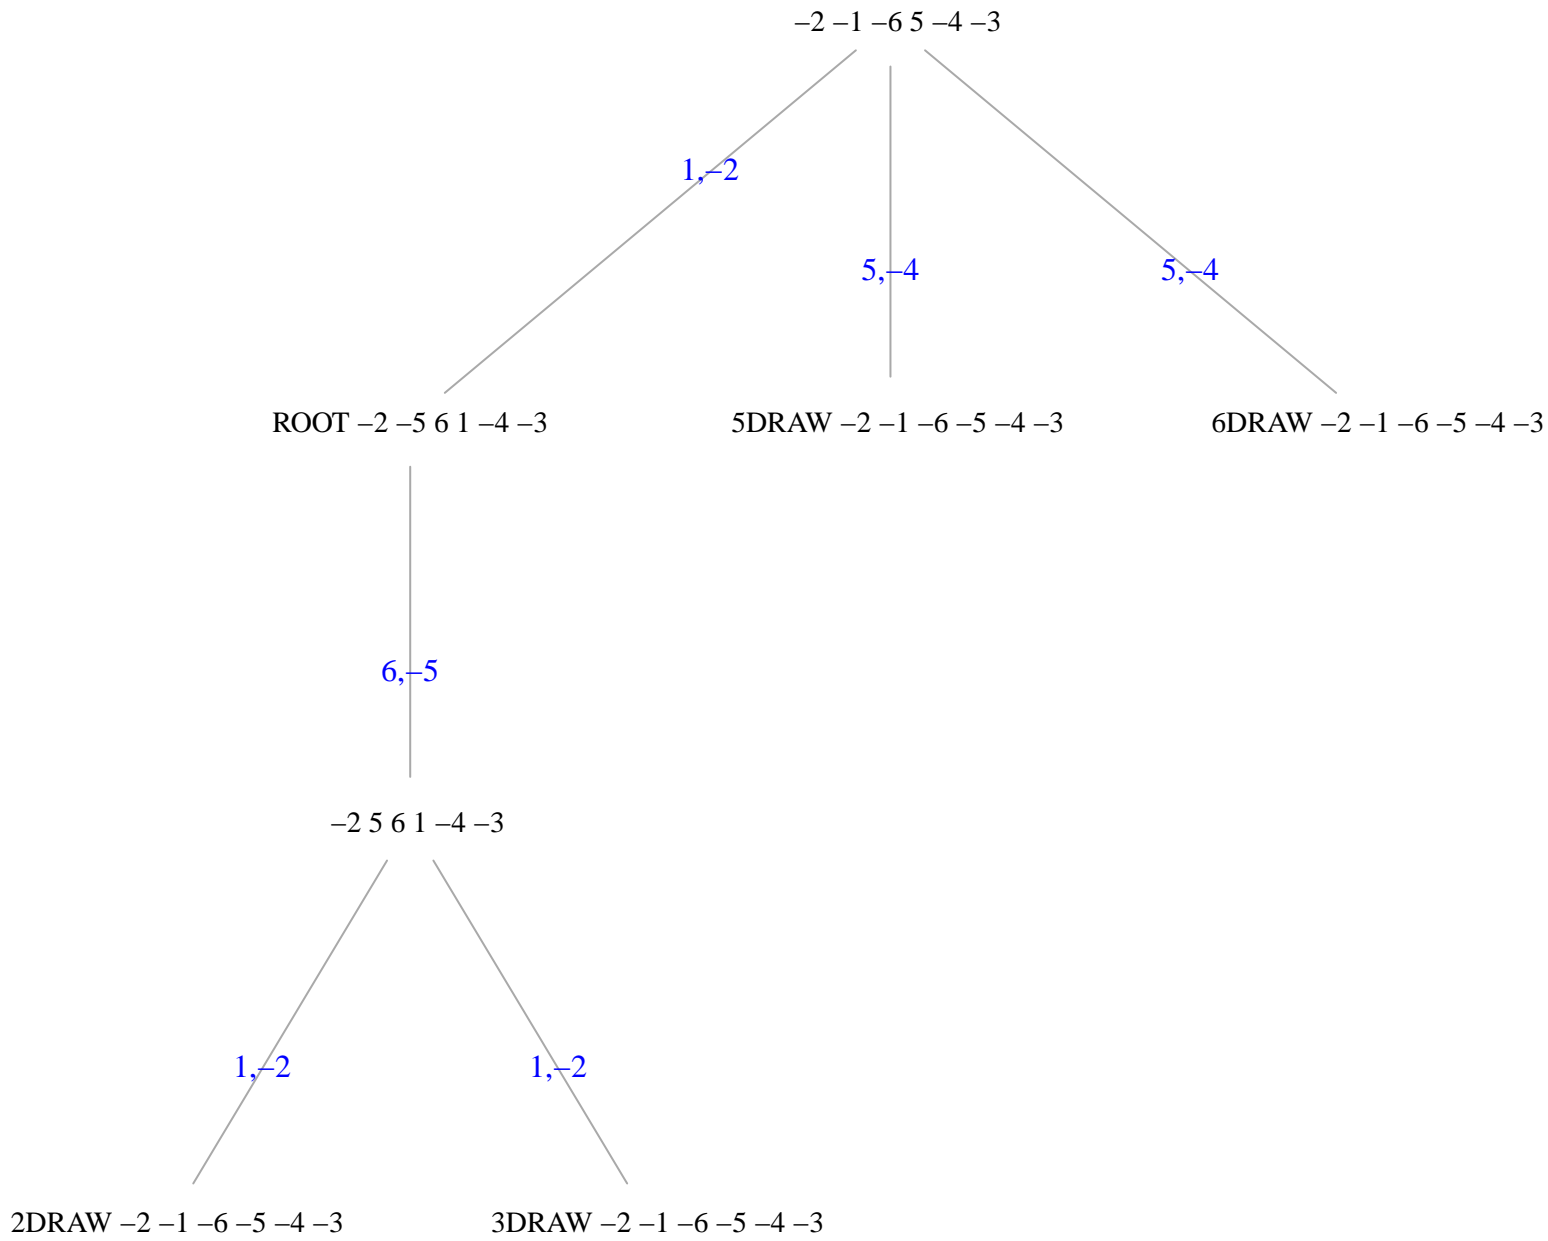 –2 –1 –6 5 –4 –3
1,–2
5,–4
5,–4
ROOT –2 –5 6 1 –4 –3
5DRAW –2 –1 –6 –5 –4 –3
6DRAW –2 –1 –6 –5 –4 –3
6,–5
–2 5 6 1 –4 –3
1,–2
1,–2
2DRAW –2 –1 –6 –5 –4 –3
3DRAW –2 –1 –6 –5 –4 –3